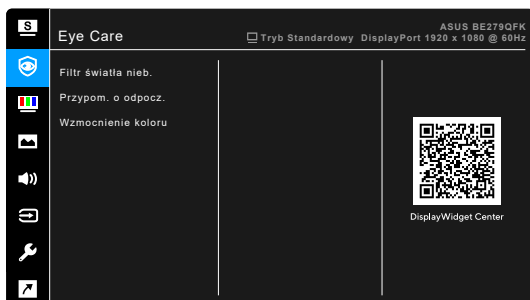 S
ASUS BE279QFK
Eye Care
Tryb Standardowy DisplayPort 1920 x 1080 @ 60Hz
Filtr światła nieb.
Przypom. o odpocz.
Wzmocnienie koloru
DisplayWidget Center